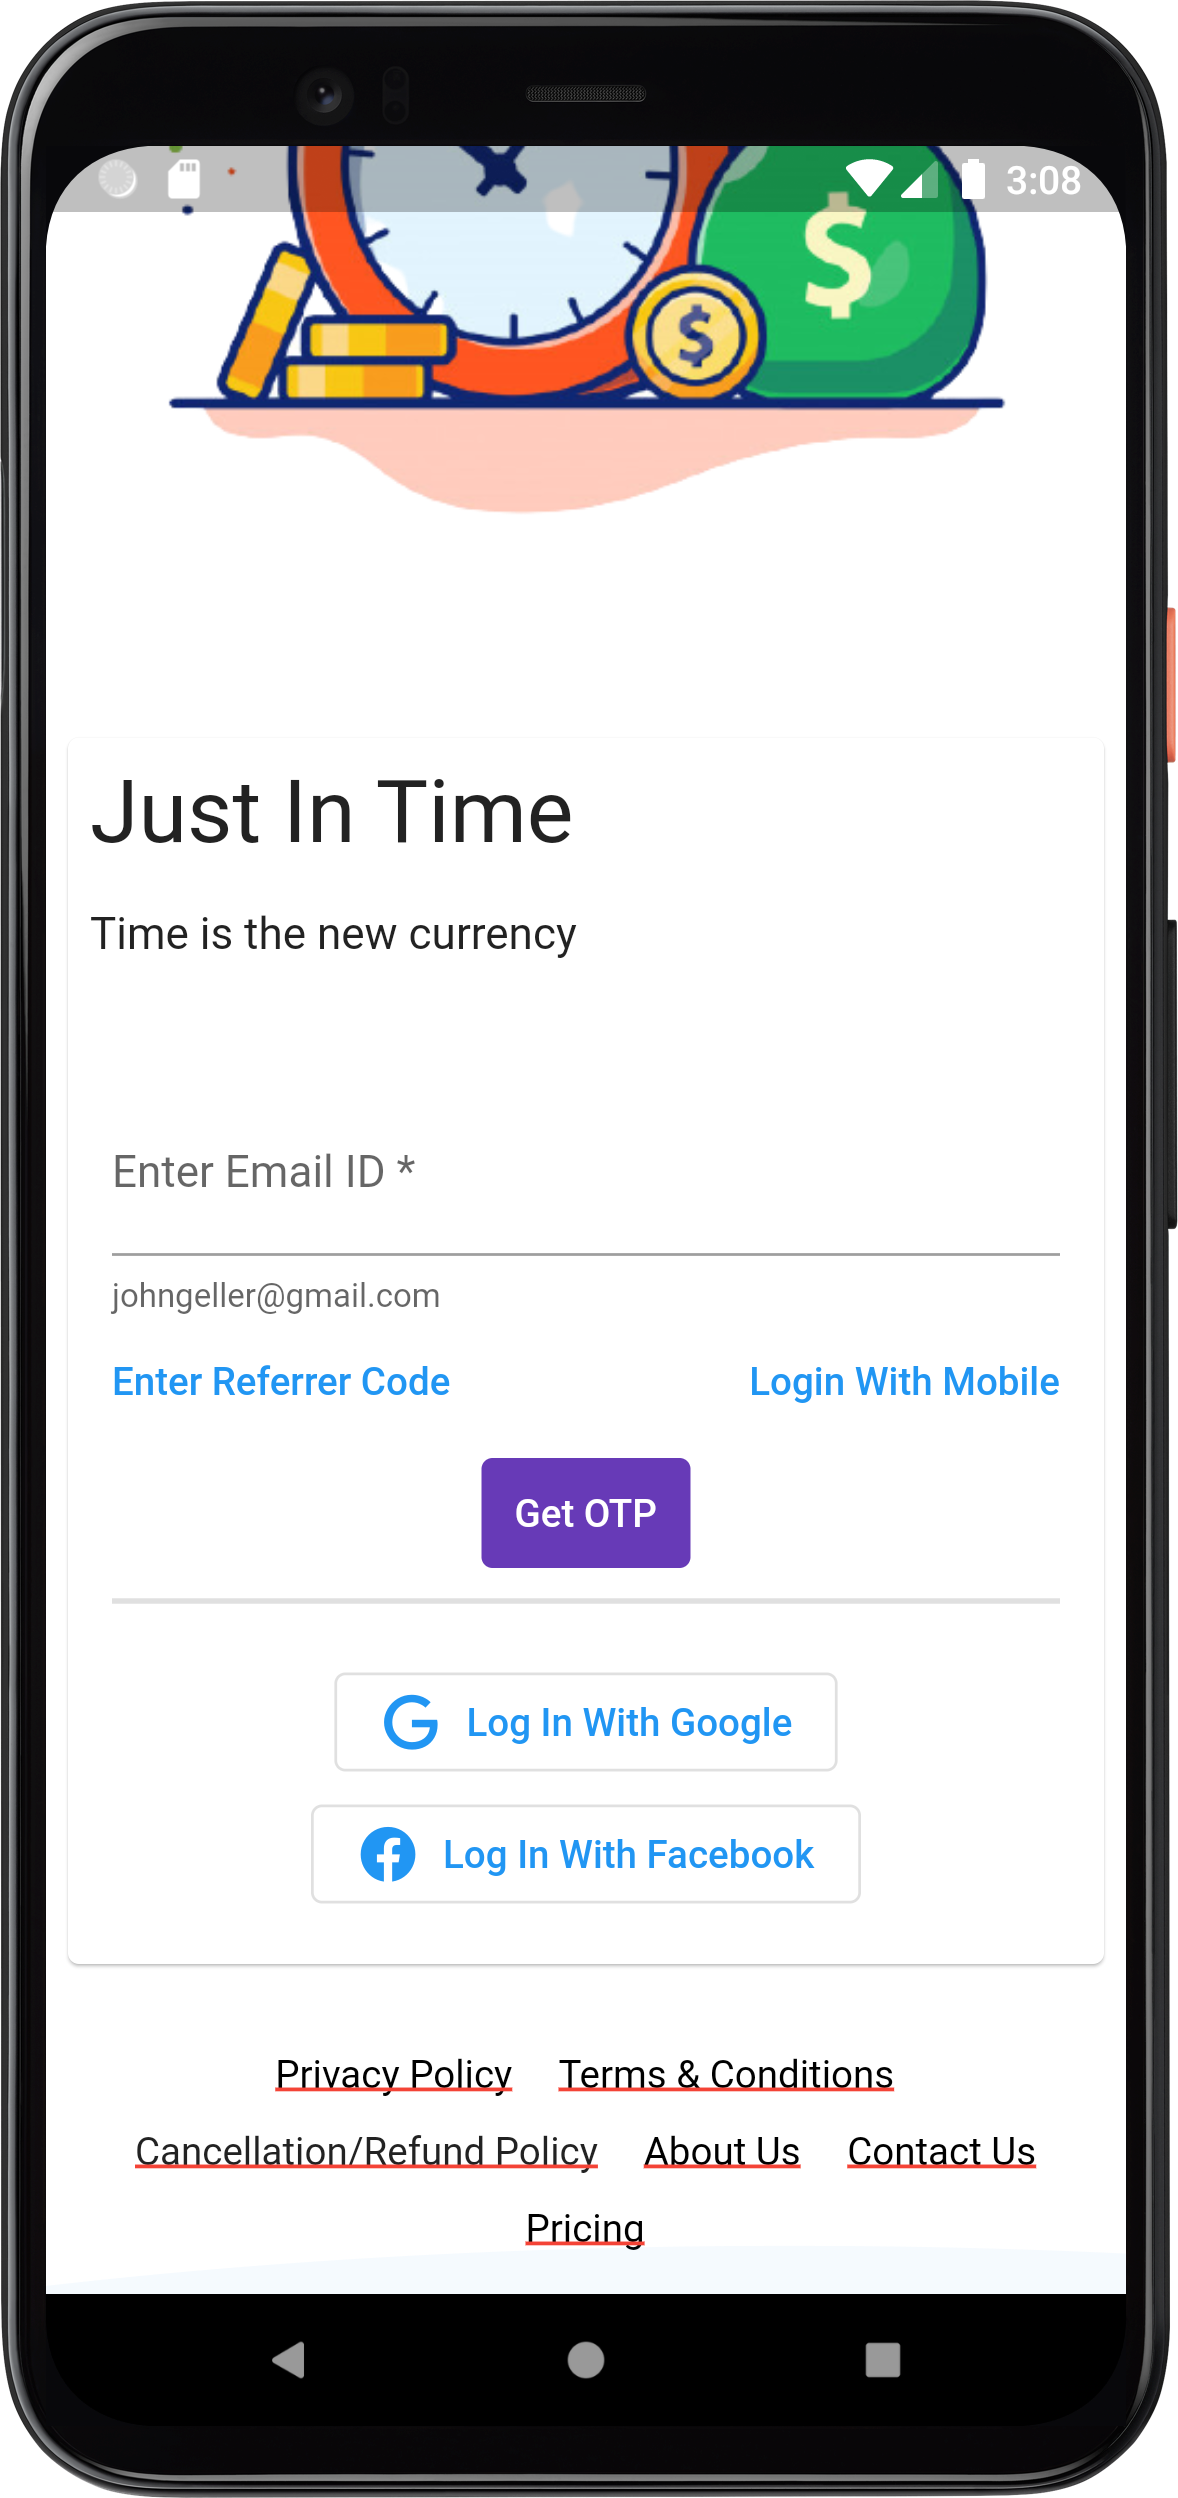 3:08
$
$
Just In Time
Time is the new currency
Enter Email ID *
johngeller@gmail.com
Enter Referrer Code Login With Mobile
Get OTP
Log In With Google
Log In With Facebook
Privacy Policy Terms & Conditions
Cancellation/Refund Policy About Us Contact Us
Pricing